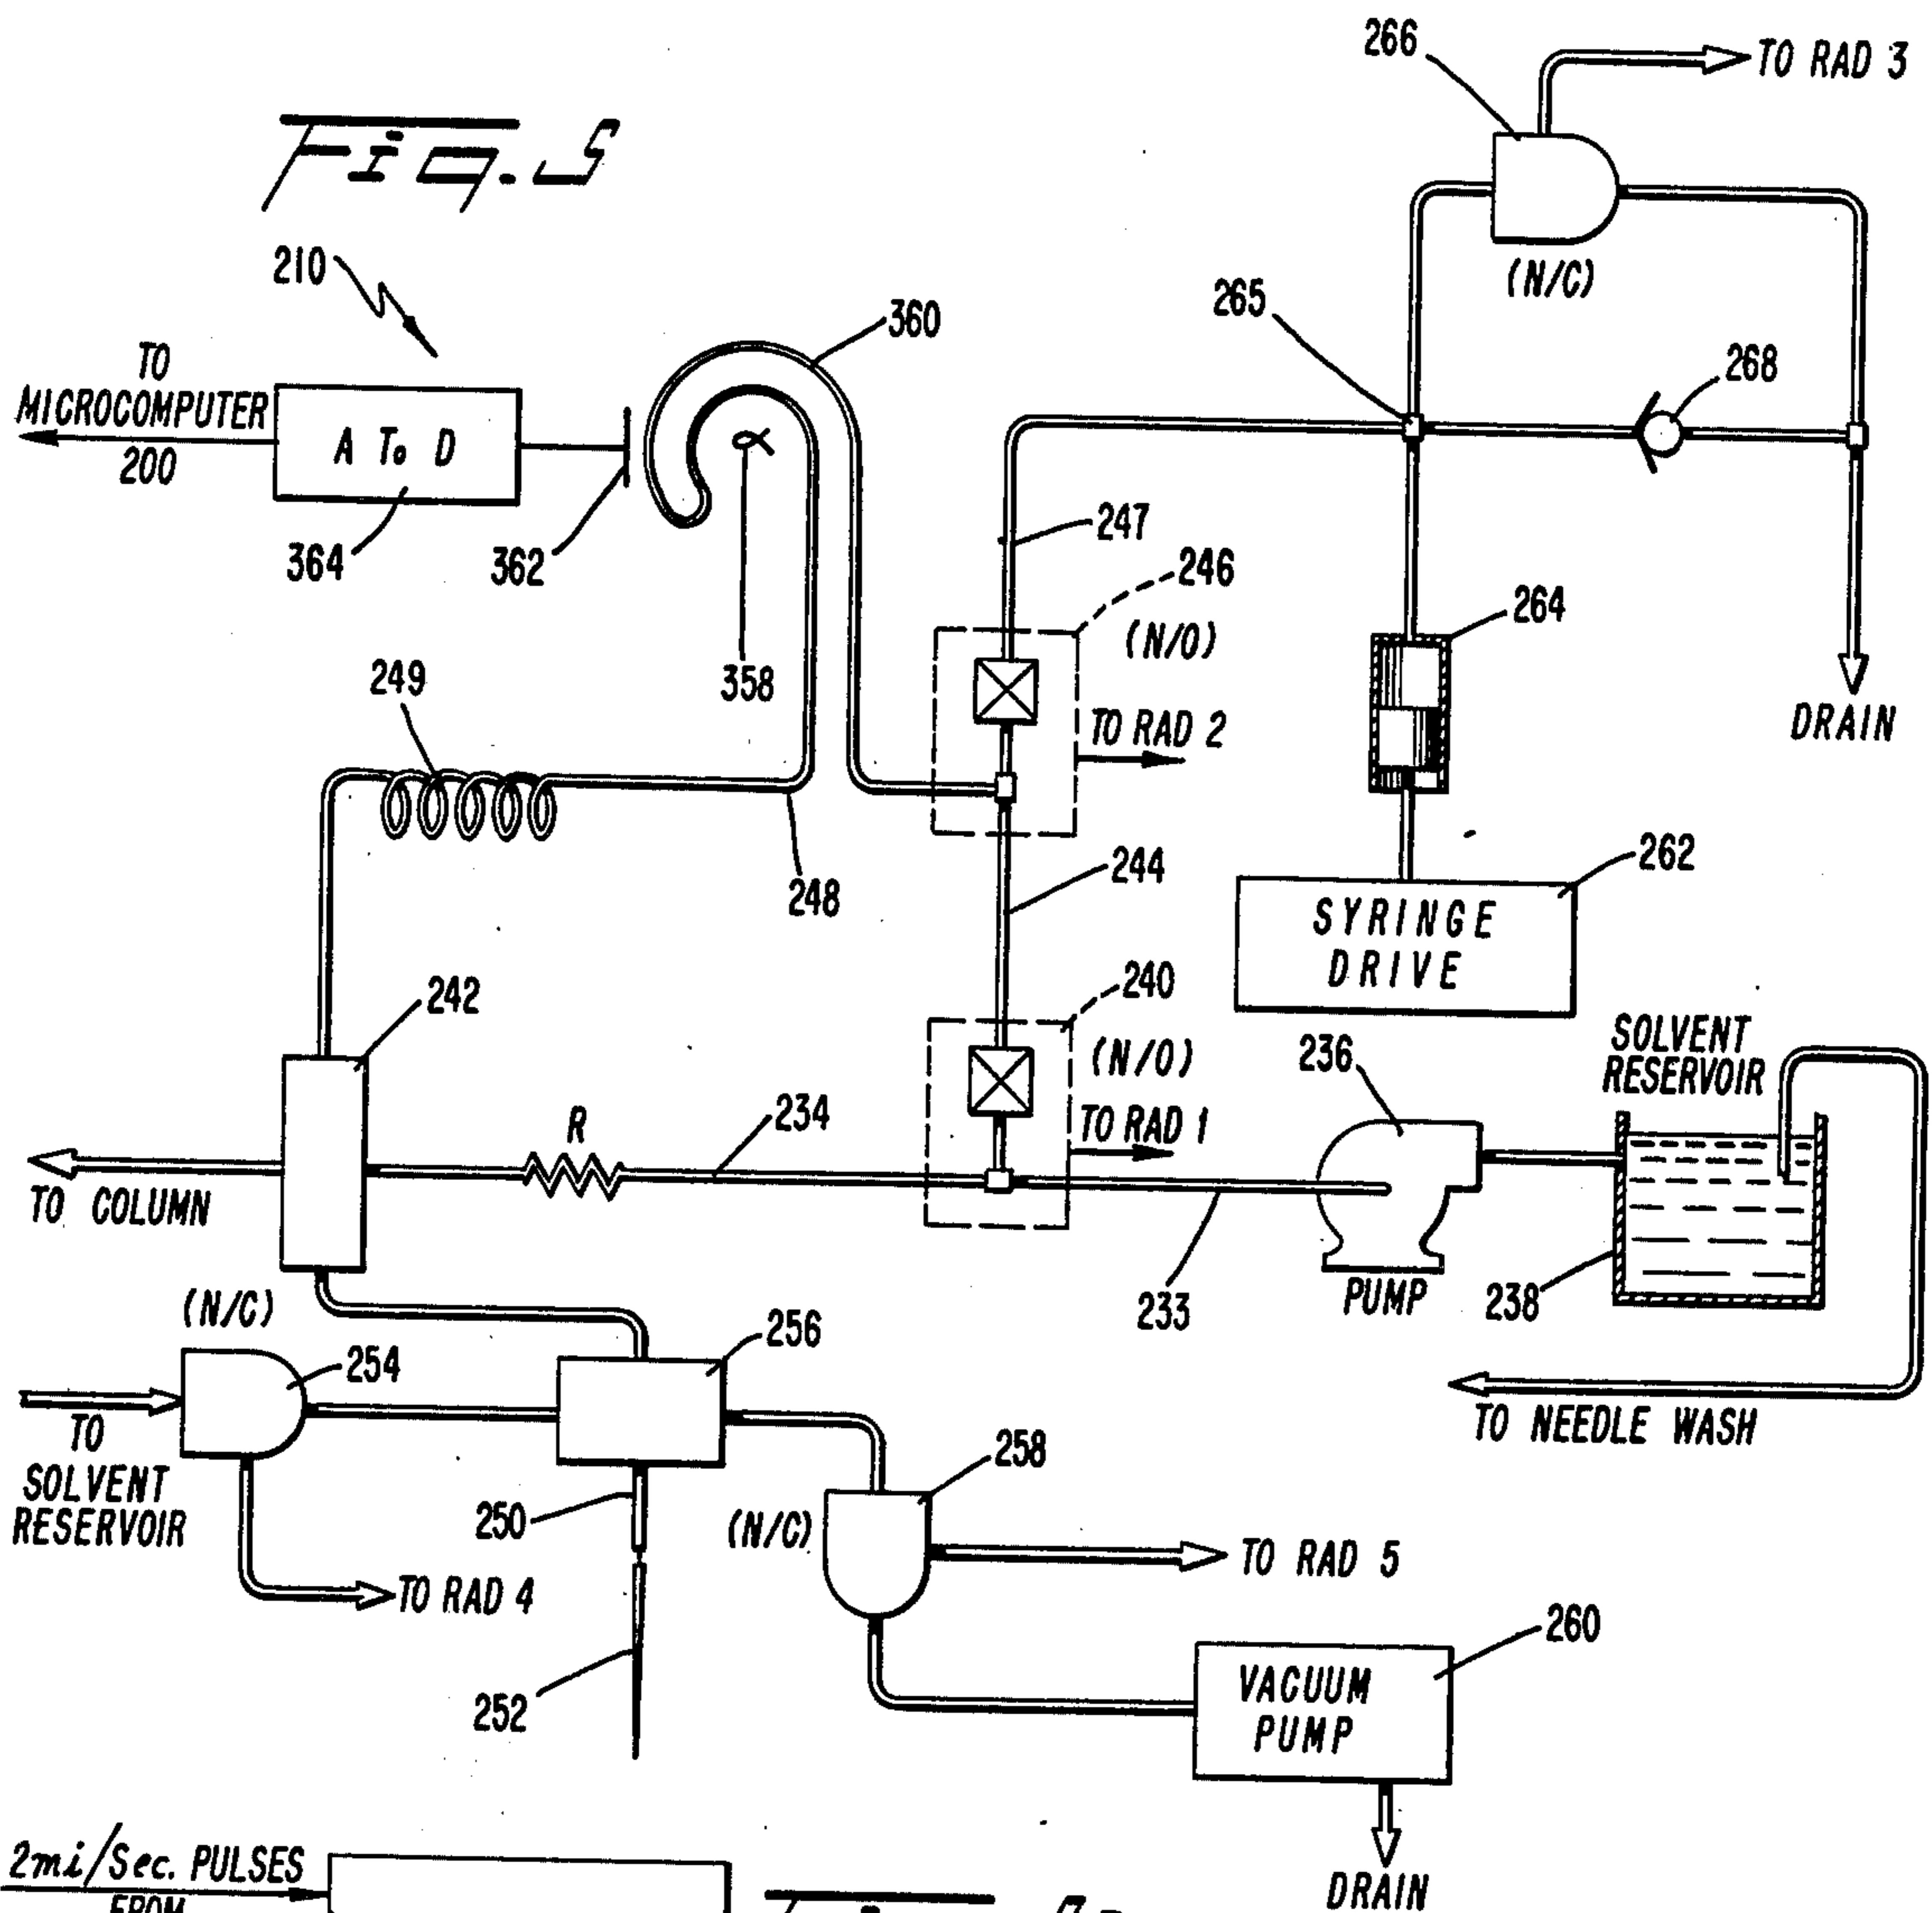 266
TO RAD 3
Fig. 5
210
(N/C)
265
360
268
TO
MICROCOMPUTER
200
A To D
364
362
358
247
246
(N/O)
264
TO RAD 2
DRAIN
249
248
244
262
SYRINGE
DRIVE
242
240
(N/O)
236
SOLVENT
RESERVOIR
R
234
TO RAD 1
TO COLUMN
233
PUMP
238
(N/C)
254
256
TO
SOLVENT
RESERVOIR
TO NEEDLE WASH
250
(N/C)
258
TO RAD 4
TO RAD 5
252
260
VACUUM
PUMP
DRAIN
2mi/Sec. PULSES
FROM